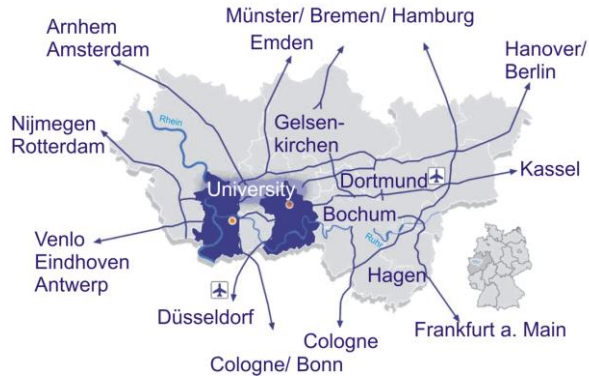 Münster/ Bremen/ Hamburg
Arnhem
Amsterdam
Emden
Hanover/
Berlin
Rhein
Nijmegen
Rotterdam
Gelsen-
kirchen
Kassel
University
Dortmund
Bochum
Venlo
Eindhoven
Antwerp
Ruhr
Hagen
Düsseldorf
Cologne
Frankfurt a. Main
Cologne/ Bonn